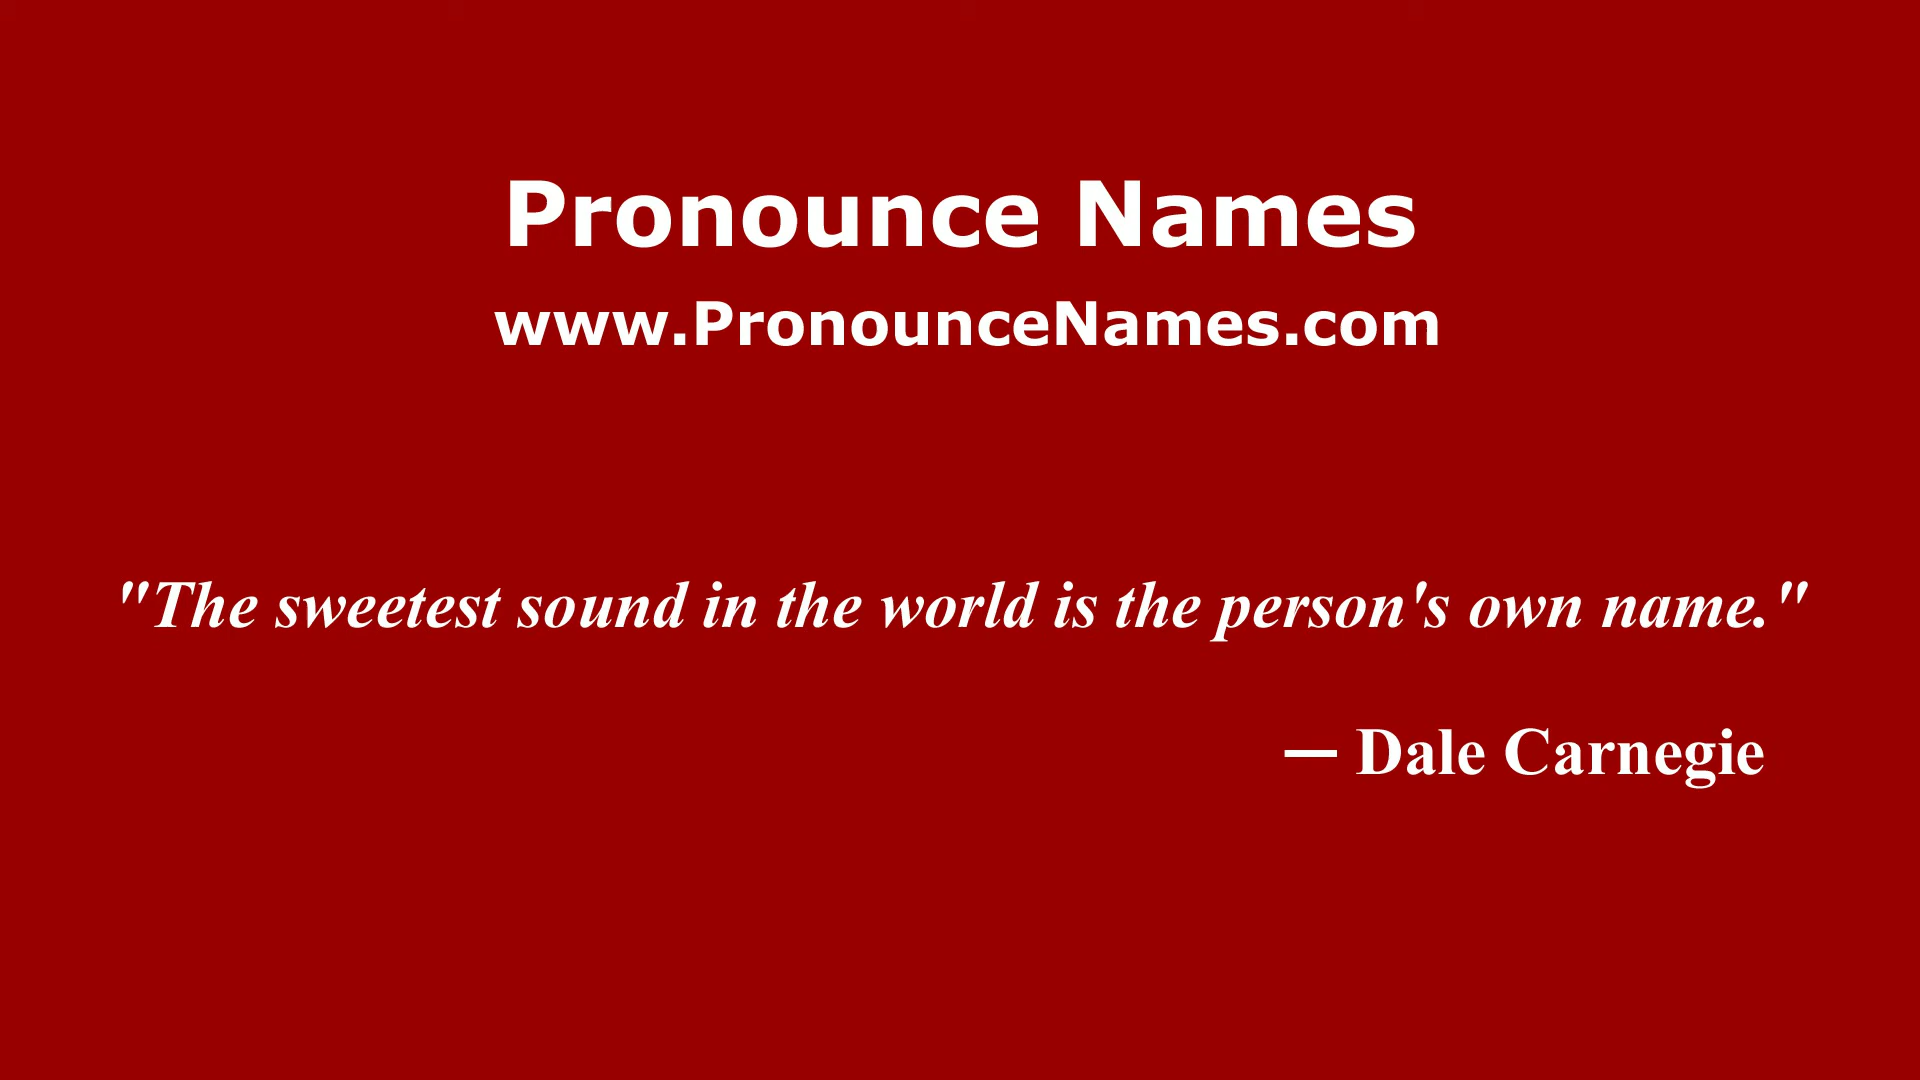 Pronounce Names
www.PronounceNames.com
"The sweetest sound in the world is the person's own name."
— Dale Carnegie